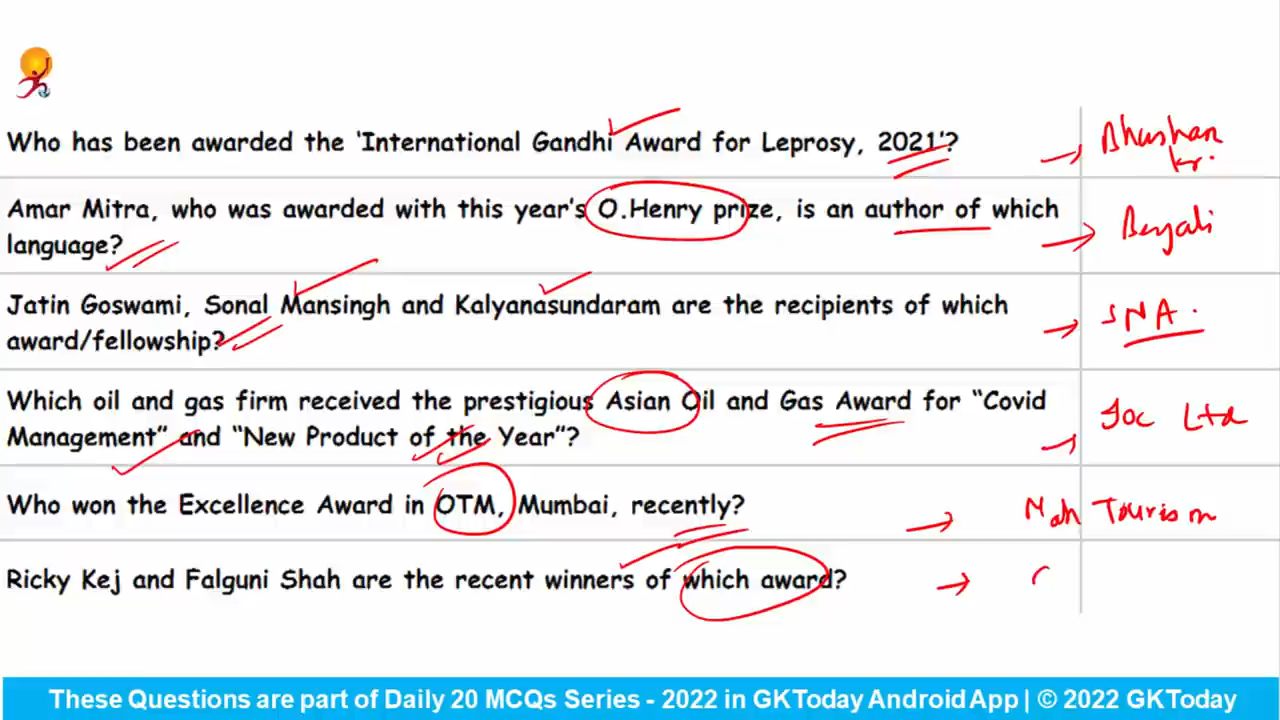 Who has been awarded the 'International Gandhi Award for Leprosy, 2021'?
Bhushan
kr.
Amar Mitra, who was awarded with this year's O.Henry prize, is an author of which
language?
Bengali
Jatin Goswami, Sonal Mansingh and Kalyanasundaram are the recipients of which
award/fellowship?
SNA.
Which oil and gas firm received the prestigious Asian Oil and Gas Award for "Covid
Management" and "New Product of the Year"?
Ioc Ltd
Who won the Excellence Award in OTM, Mumbai, recently?
Mah Tourism
Ricky Kej and Falguni Shah are the recent winners of which award?
These Questions are part of Daily 20 MCQs Series - 2022 in GKToday Android App | © 2022 GKToday